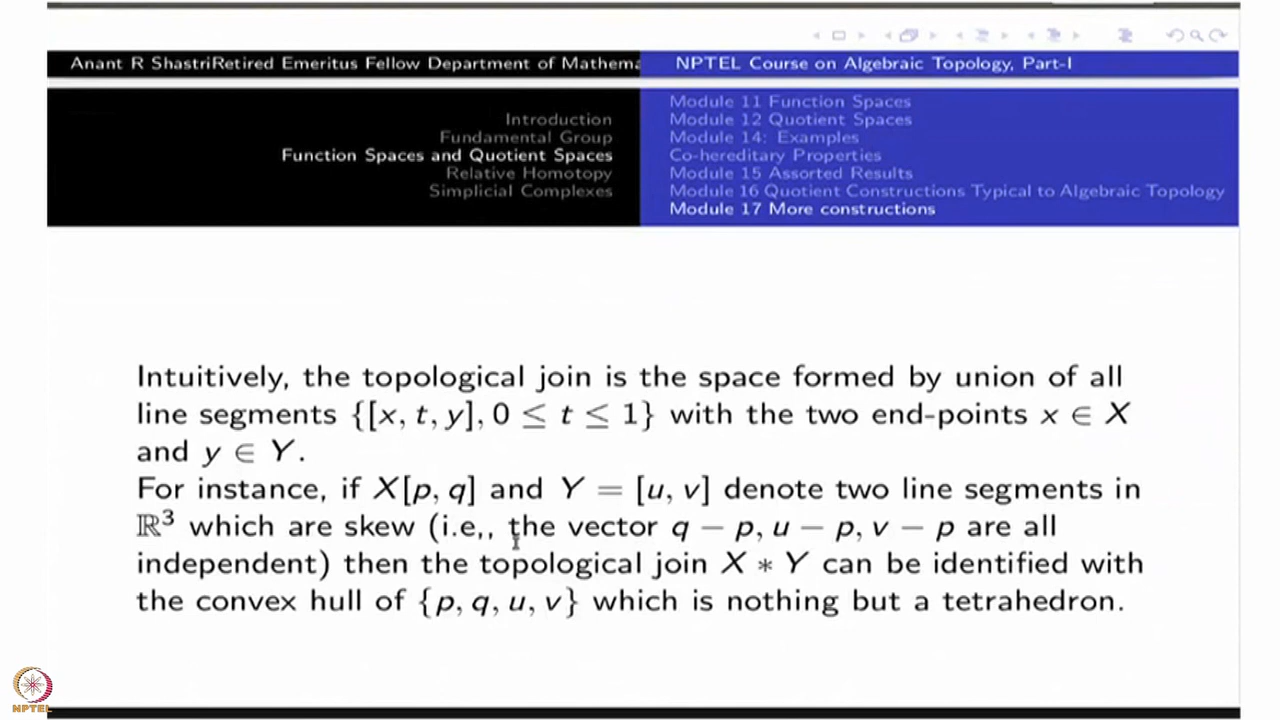 Anant R ShastriRetired Emeritus Fellow Department of Mathema
NPTEL Course on Algebraic Topology, Part-I
Introduction
Fundamental Group
Function Spaces and Quotient Spaces
Relative Homotopy
Simplicial Complexes
Module 11 Function Spaces
Module 12 Quotient Spaces
Module 14: Examples
Co-hereditary Properties
Module 15 Assorted Results
Module 16 Quotient Constructions Typical to Algebraic Topology
Module 17 More constructions
Intuitively, the topological join is the space formed by union of all
line segments {[x, t, y], 0 ≤ t ≤ 1} with the two end-points x ∈ X
and y ∈ Y.
For instance, if X[p, q] and Y = [u, v] denote two line segments in
ℝ³ which are skew (i.e,, the vector q − p, u − p, v − p are all
independent) then the topological join X ∗ Y can be identified with
the convex hull of {p, q, u, v} which is nothing but a tetrahedron.
NPTEL